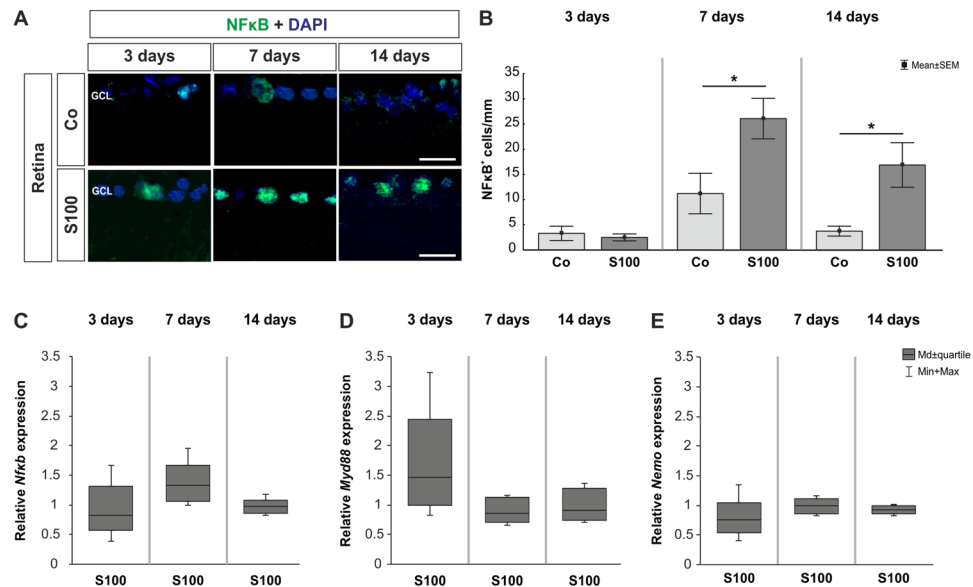 A
NFκB + DAPI
3 days 7 days 14 days
Retina
Co
GCL
S100
GCL
B
3 days 7 days 14 days
Mean±SEM
NFκB⁺ cells/mm
35
30
25
20
15
10
5
0
*
*
Co S100 Co S100 Co S100
C
3 days 7 days 14 days
Relative Nfkb expression
3.5
3
2.5
2
1.5
1
0.5
0
S100 S100 S100
D
3 days 7 days 14 days
Relative Myd88 expression
3.5
3
2.5
2
1.5
1
0.5
0
S100 S100 S100
E
3 days 7 days 14 days
Md±quartile
Min+Max
Relative Nemo expression
3.5
3
2.5
2
1.5
1
0.5
0
S100 S100 S100